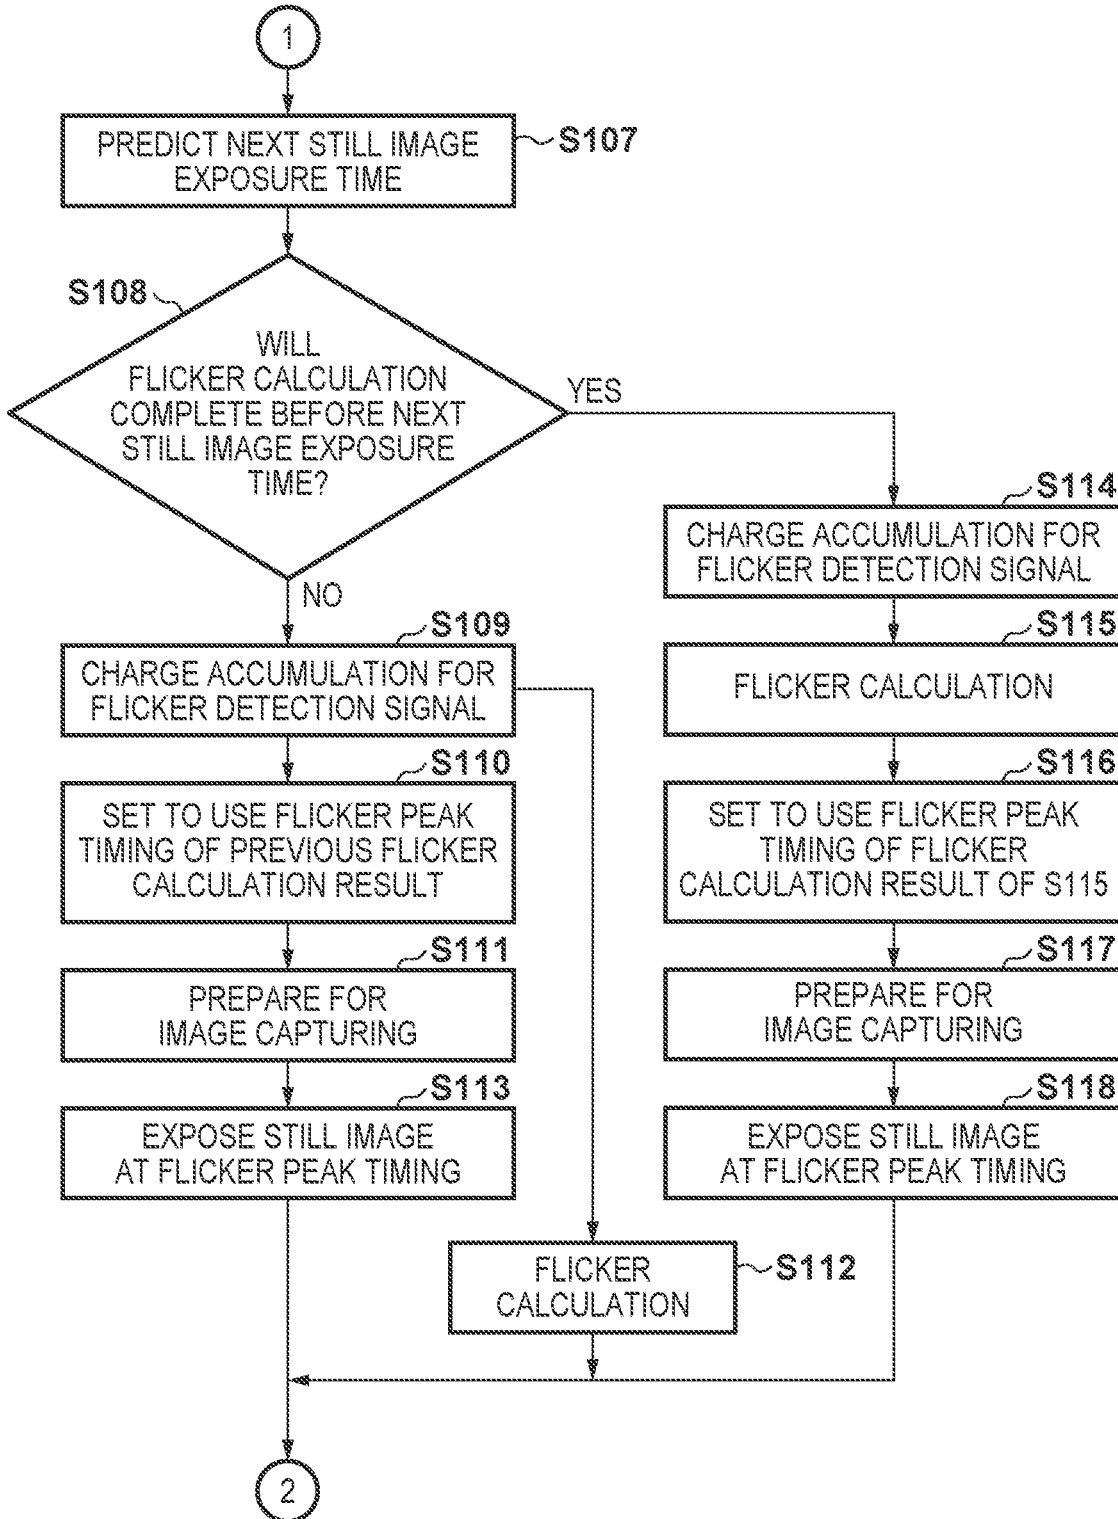 1
PREDICT NEXT STILL IMAGE
EXPOSURE TIME
S107
S108
WILL
FLICKER CALCULATION
COMPLETE BEFORE NEXT
STILL IMAGE EXPOSURE
TIME?
YES
NO
S109
CHARGE ACCUMULATION FOR
FLICKER DETECTION SIGNAL
S110
SET TO USE FLICKER PEAK
TIMING OF PREVIOUS FLICKER
CALCULATION RESULT
S111
PREPARE FOR
IMAGE CAPTURING
S113
EXPOSE STILL IMAGE
AT FLICKER PEAK TIMING
S112
FLICKER
CALCULATION
S114
CHARGE ACCUMULATION FOR
FLICKER DETECTION SIGNAL
S115
FLICKER CALCULATION
S116
SET TO USE FLICKER PEAK
TIMING OF FLICKER
CALCULATION RESULT OF S115
S117
PREPARE FOR
IMAGE CAPTURING
S118
EXPOSE STILL IMAGE
AT FLICKER PEAK TIMING
2